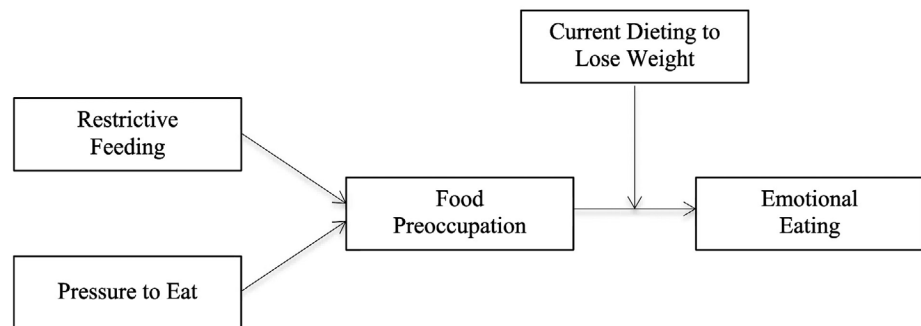 Current Dieting to
Lose Weight
Restrictive
Feeding
Food
Preoccupation
Emotional
Eating
Pressure to Eat